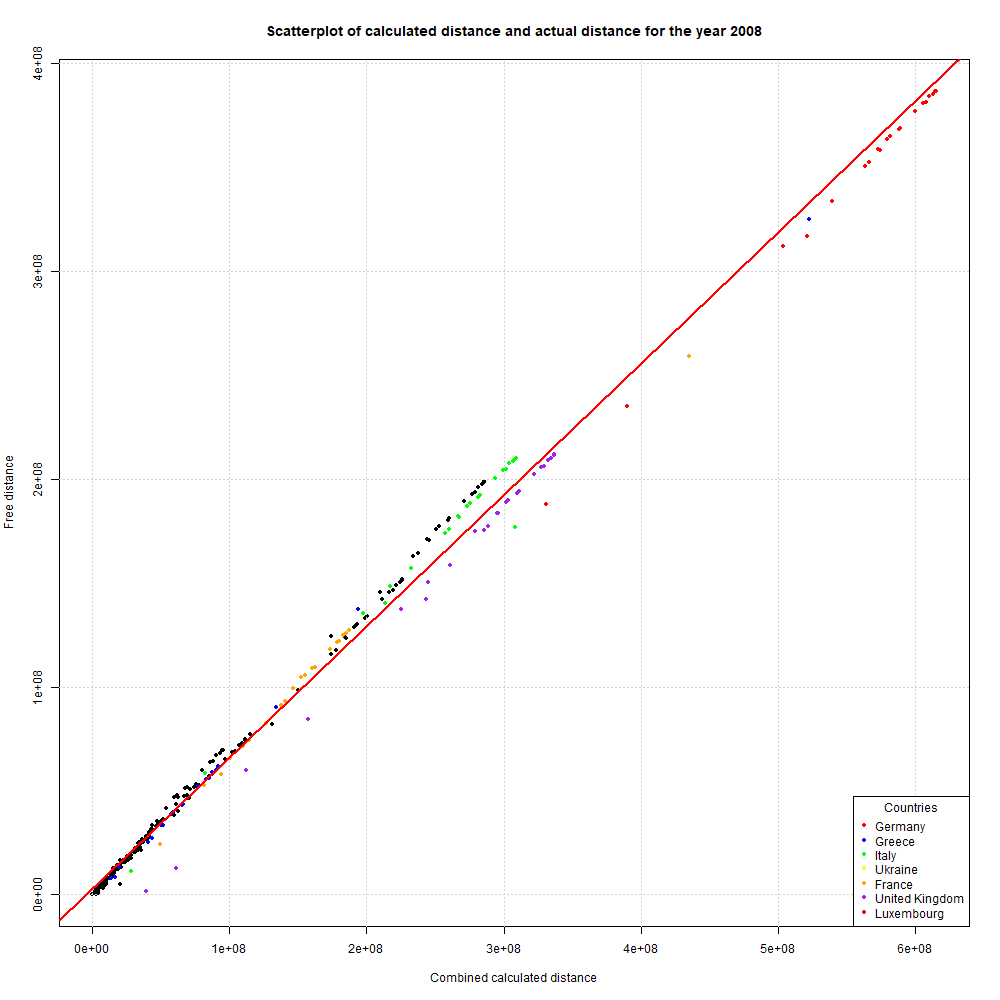 Scatterplot of calculated distance and actual distance for the year 2008
4e+08
3e+08
2e+08
1e+08
0e+00
Free distance
0e+00 1e+08 2e+08 3e+08 4e+08 5e+08 6e+08
Combined calculated distance
Countries
Germany
Greece
Italy
Ukraine
France
United Kingdom
Luxembourg